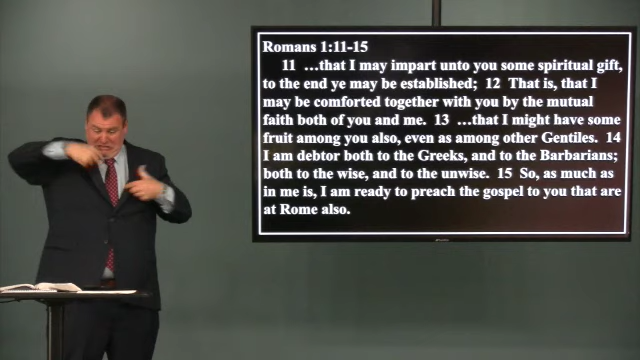 Romans 1:11-15
11 …that I may impart unto you some spiritual gift,
to the end ye may be established; 12 That is, that I
may be comforted together with you by the mutual
faith both of you and me. 13 …that I might have some
fruit among you also, even as among other Gentiles. 14
I am debtor both to the Greeks, and to the Barbarians;
both to the wise, and to the unwise. 15 So, as much as
in me is, I am ready to preach the gospel to you that are
at Rome also.